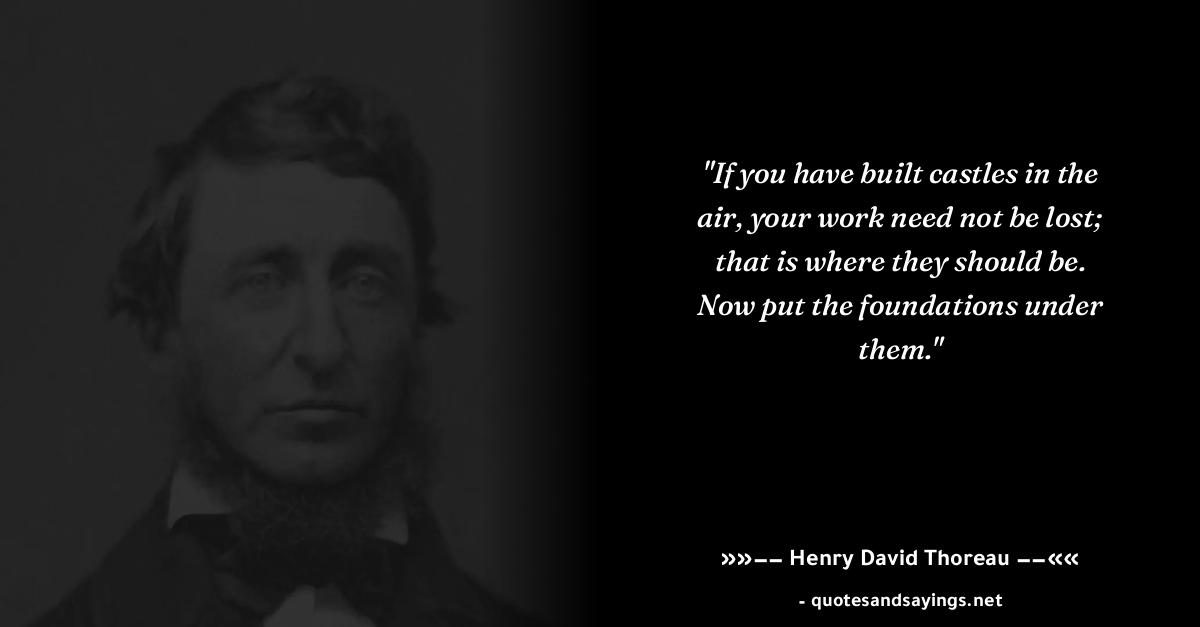 "If you have built castles in the
air, your work need not be lost;
that is where they should be.
Now put the foundations under
them."
»»–– Henry David Thoreau ––««
- quotesandsayings.net